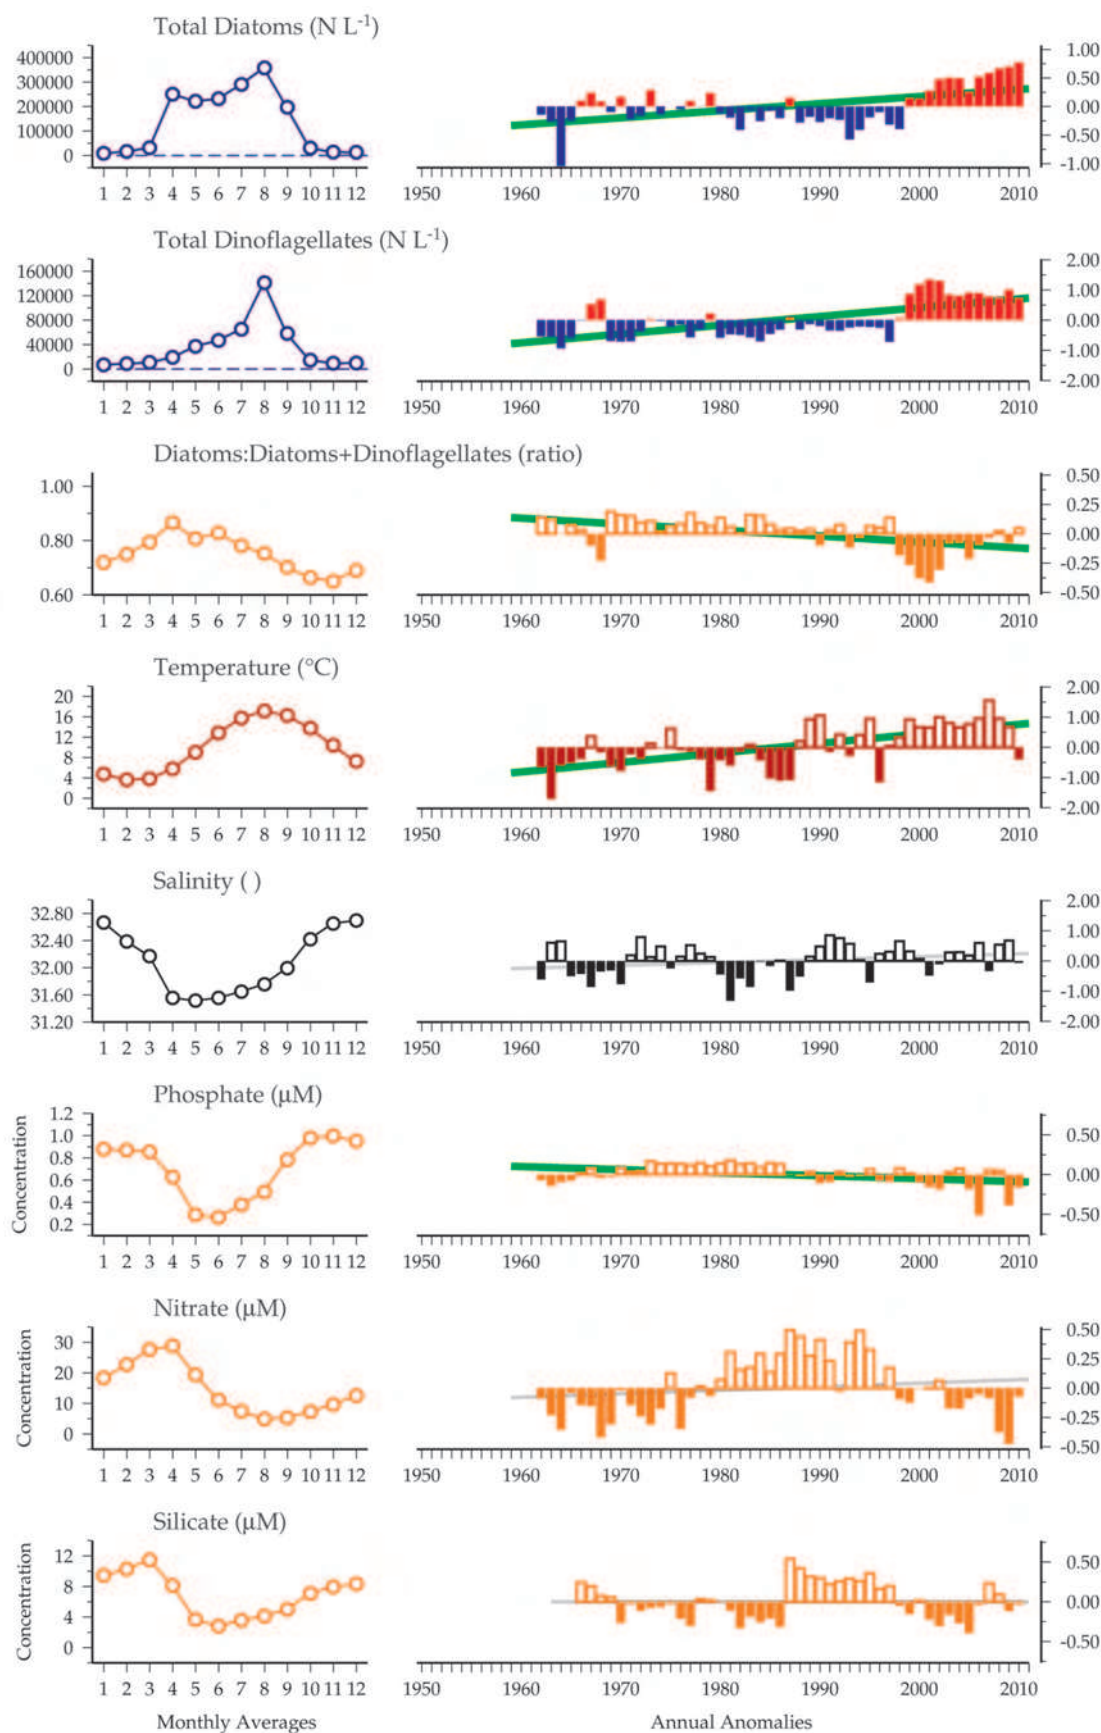 Total Diatoms (N L⁻¹)
400000
300000
200000
100000
0
1 2 3 4 5 6 7 8 9 10 11 12
1.00
0.50
0.00
-0.50
-1.00
1950 1960 1970 1980 1990 2000 2010
Total Dinoflagellates (N L⁻¹)
160000
120000
80000
40000
0
1 2 3 4 5 6 7 8 9 10 11 12
2.00
1.00
0.00
-1.00
-2.00
1950 1960 1970 1980 1990 2000 2010
Diatoms:Diatoms+Dinoflagellates (ratio)
1.00
0.80
0.60
1 2 3 4 5 6 7 8 9 10 11 12
0.50
0.25
0.00
-0.25
-0.50
1950 1960 1970 1980 1990 2000 2010
Temperature (°C)
20
16
12
8
4
0
1 2 3 4 5 6 7 8 9 10 11 12
2.00
1.00
0.00
-1.00
-2.00
1950 1960 1970 1980 1990 2000 2010
Salinity ( )
32.80
32.40
32.00
31.60
31.20
1 2 3 4 5 6 7 8 9 10 11 12
2.00
1.00
0.00
-1.00
-2.00
1950 1960 1970 1980 1990 2000 2010
Phosphate (µM)
Concentration
1.2
1.0
0.8
0.6
0.4
0.2
1 2 3 4 5 6 7 8 9 10 11 12
0.50
0.00
-0.50
1950 1960 1970 1980 1990 2000 2010
Nitrate (µM)
Concentration
30
20
10
0
1 2 3 4 5 6 7 8 9 10 11 12
0.50
0.25
0.00
-0.25
-0.50
1950 1960 1970 1980 1990 2000 2010
Silicate (µM)
Concentration
12
8
4
0
1 2 3 4 5 6 7 8 9 10 11 12
0.50
0.00
-0.50
1950 1960 1970 1980 1990 2000 2010
Monthly Averages
Annual Anomalies